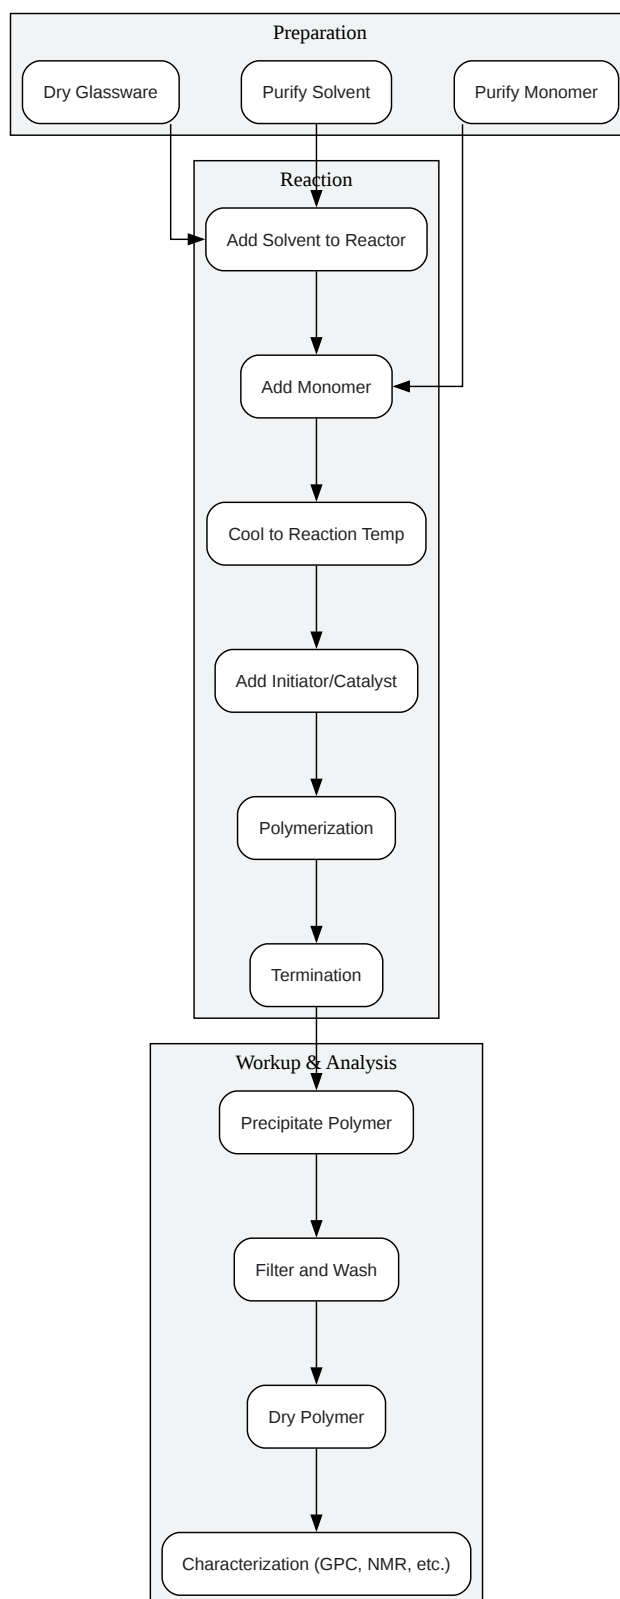 Preparation
Dry Glassware
Purify Solvent
Purify Monomer
Reaction
Add Solvent to Reactor
Add Monomer
Cool to Reaction Temp
Add Initiator/Catalyst
Polymerization
Termination
Workup & Analysis
Precipitate Polymer
Filter and Wash
Dry Polymer
Characterization (GPC, NMR, etc.)